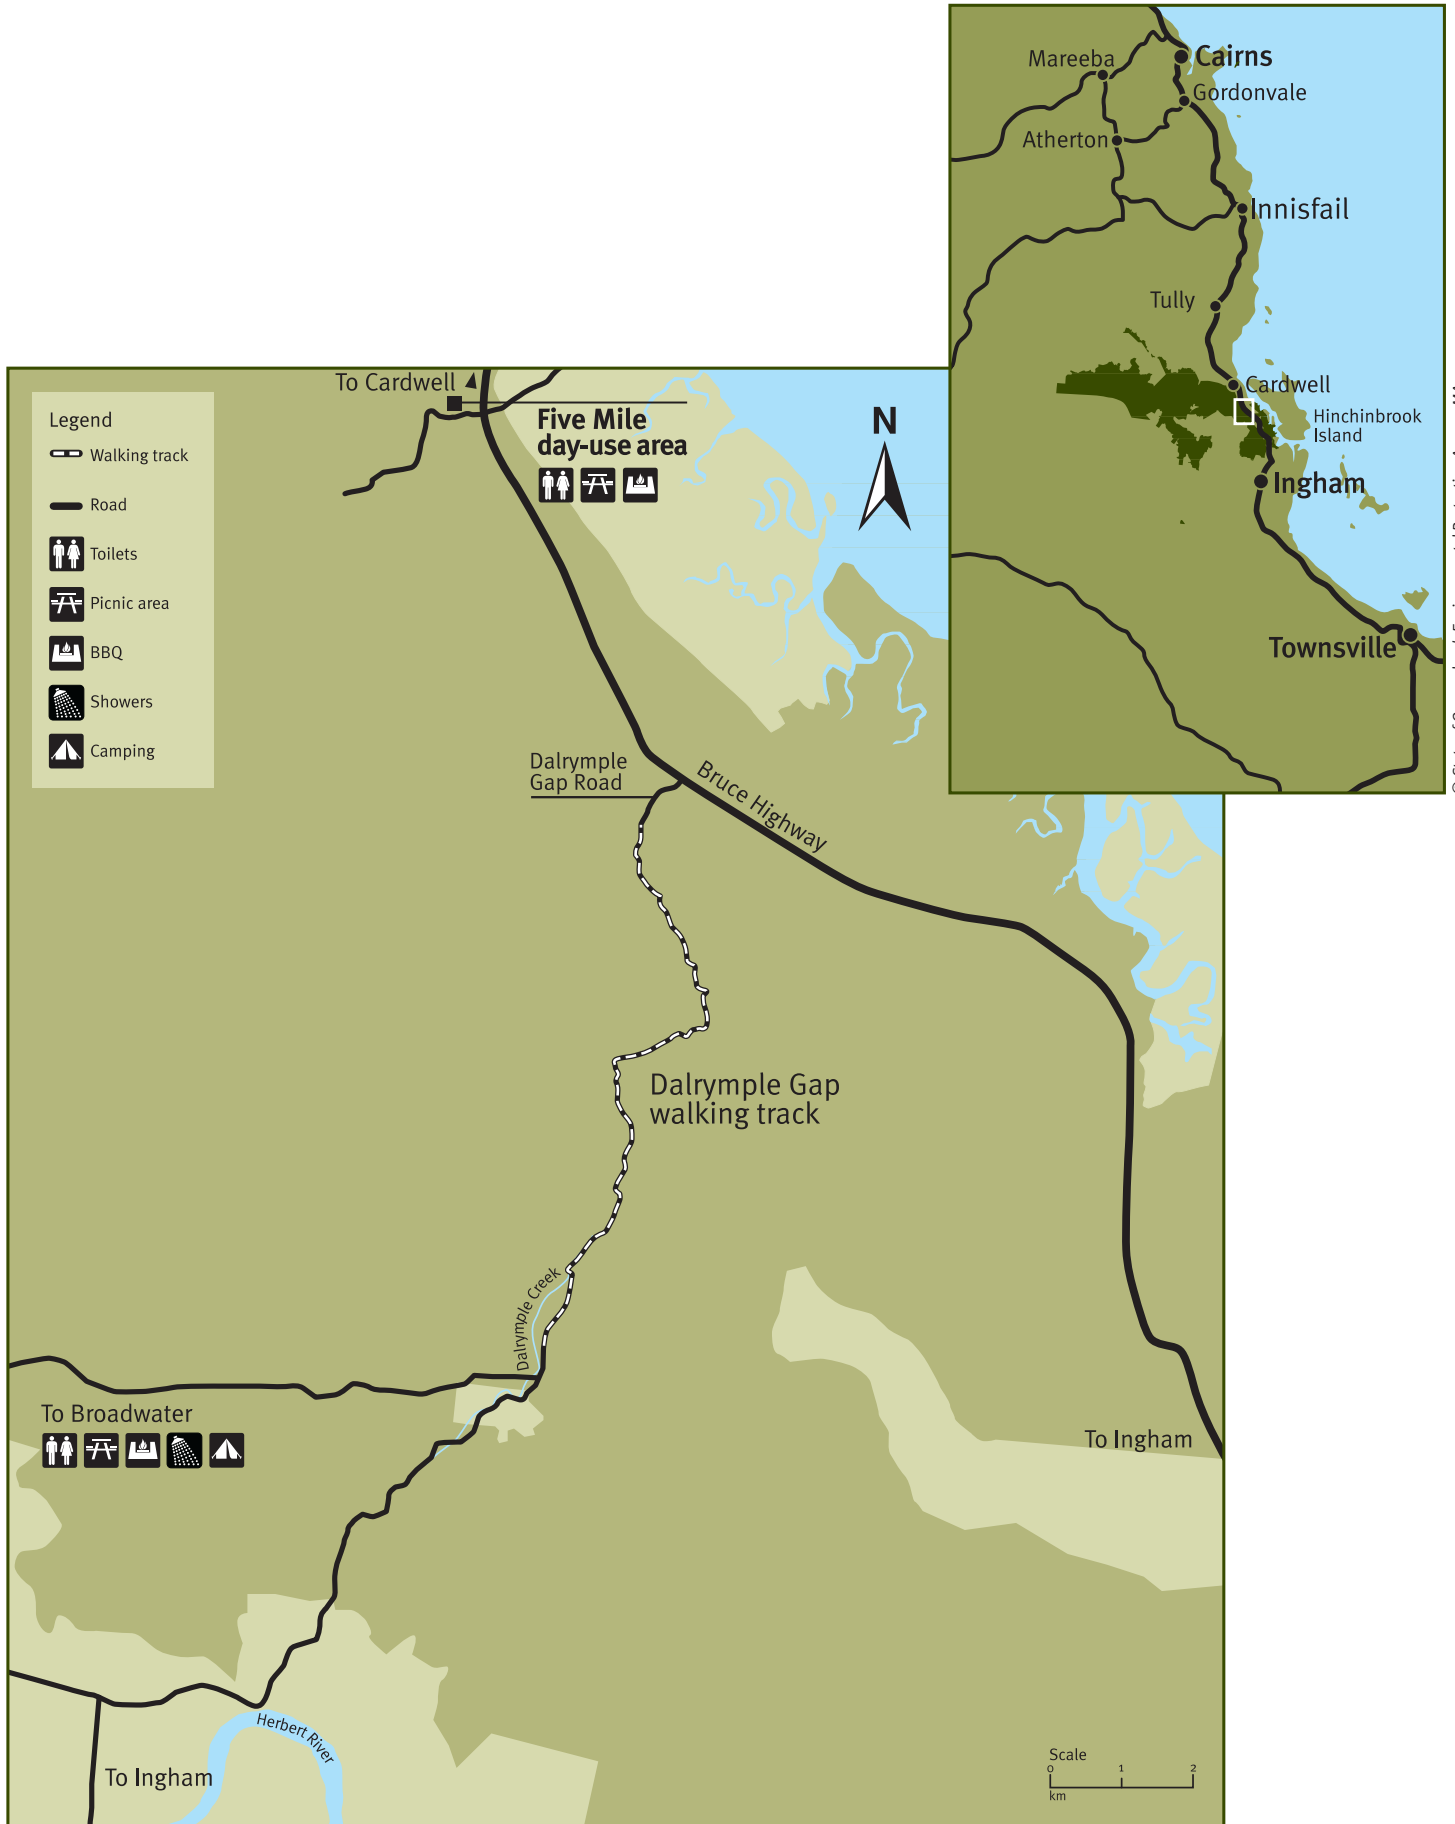 Mareeba
Cairns
Gordonvale
Atherton
Innisfail
Tully
Cardwell
Hinchinbrook
Island
Ingham
Townsville
To Cardwell
Five Mile
day-use area
N
Legend
Walking track
Road
Toilets
Picnic area
BBQ
Showers
Camping
Dalrymple
Gap Road
Bruce Highway
Dalrymple Gap
walking track
Dalrymple Creek
To Broadwater
To Ingham
Herbert River
To Ingham
Scale
0 1 2
km